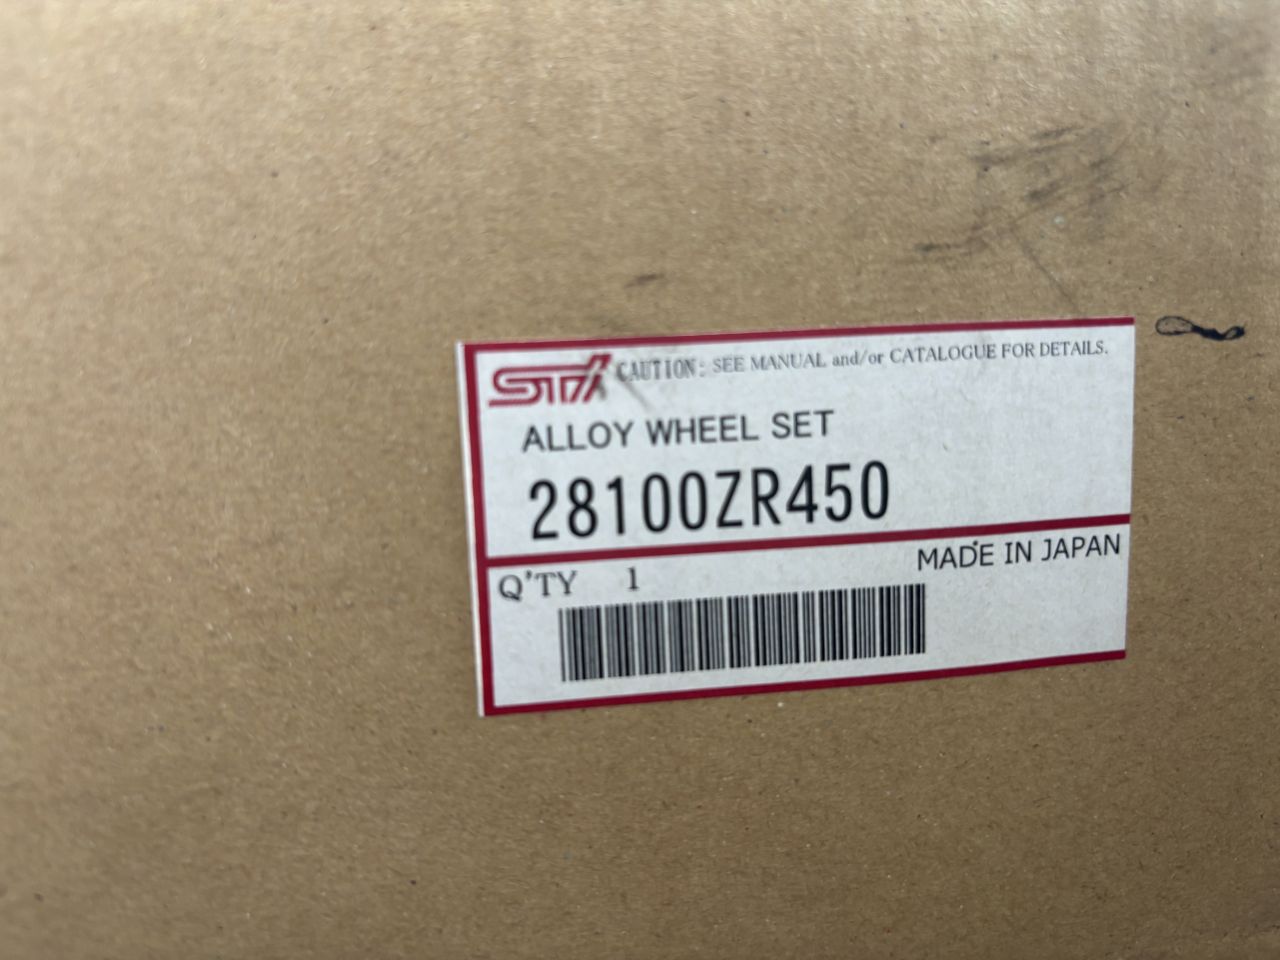 STi CAUTION: SEE MANUAL and/or CATALOGUE FOR DETAILS.
ALLOY WHEEL SET
28100ZR450
MADE IN JAPAN
Q'TY 1